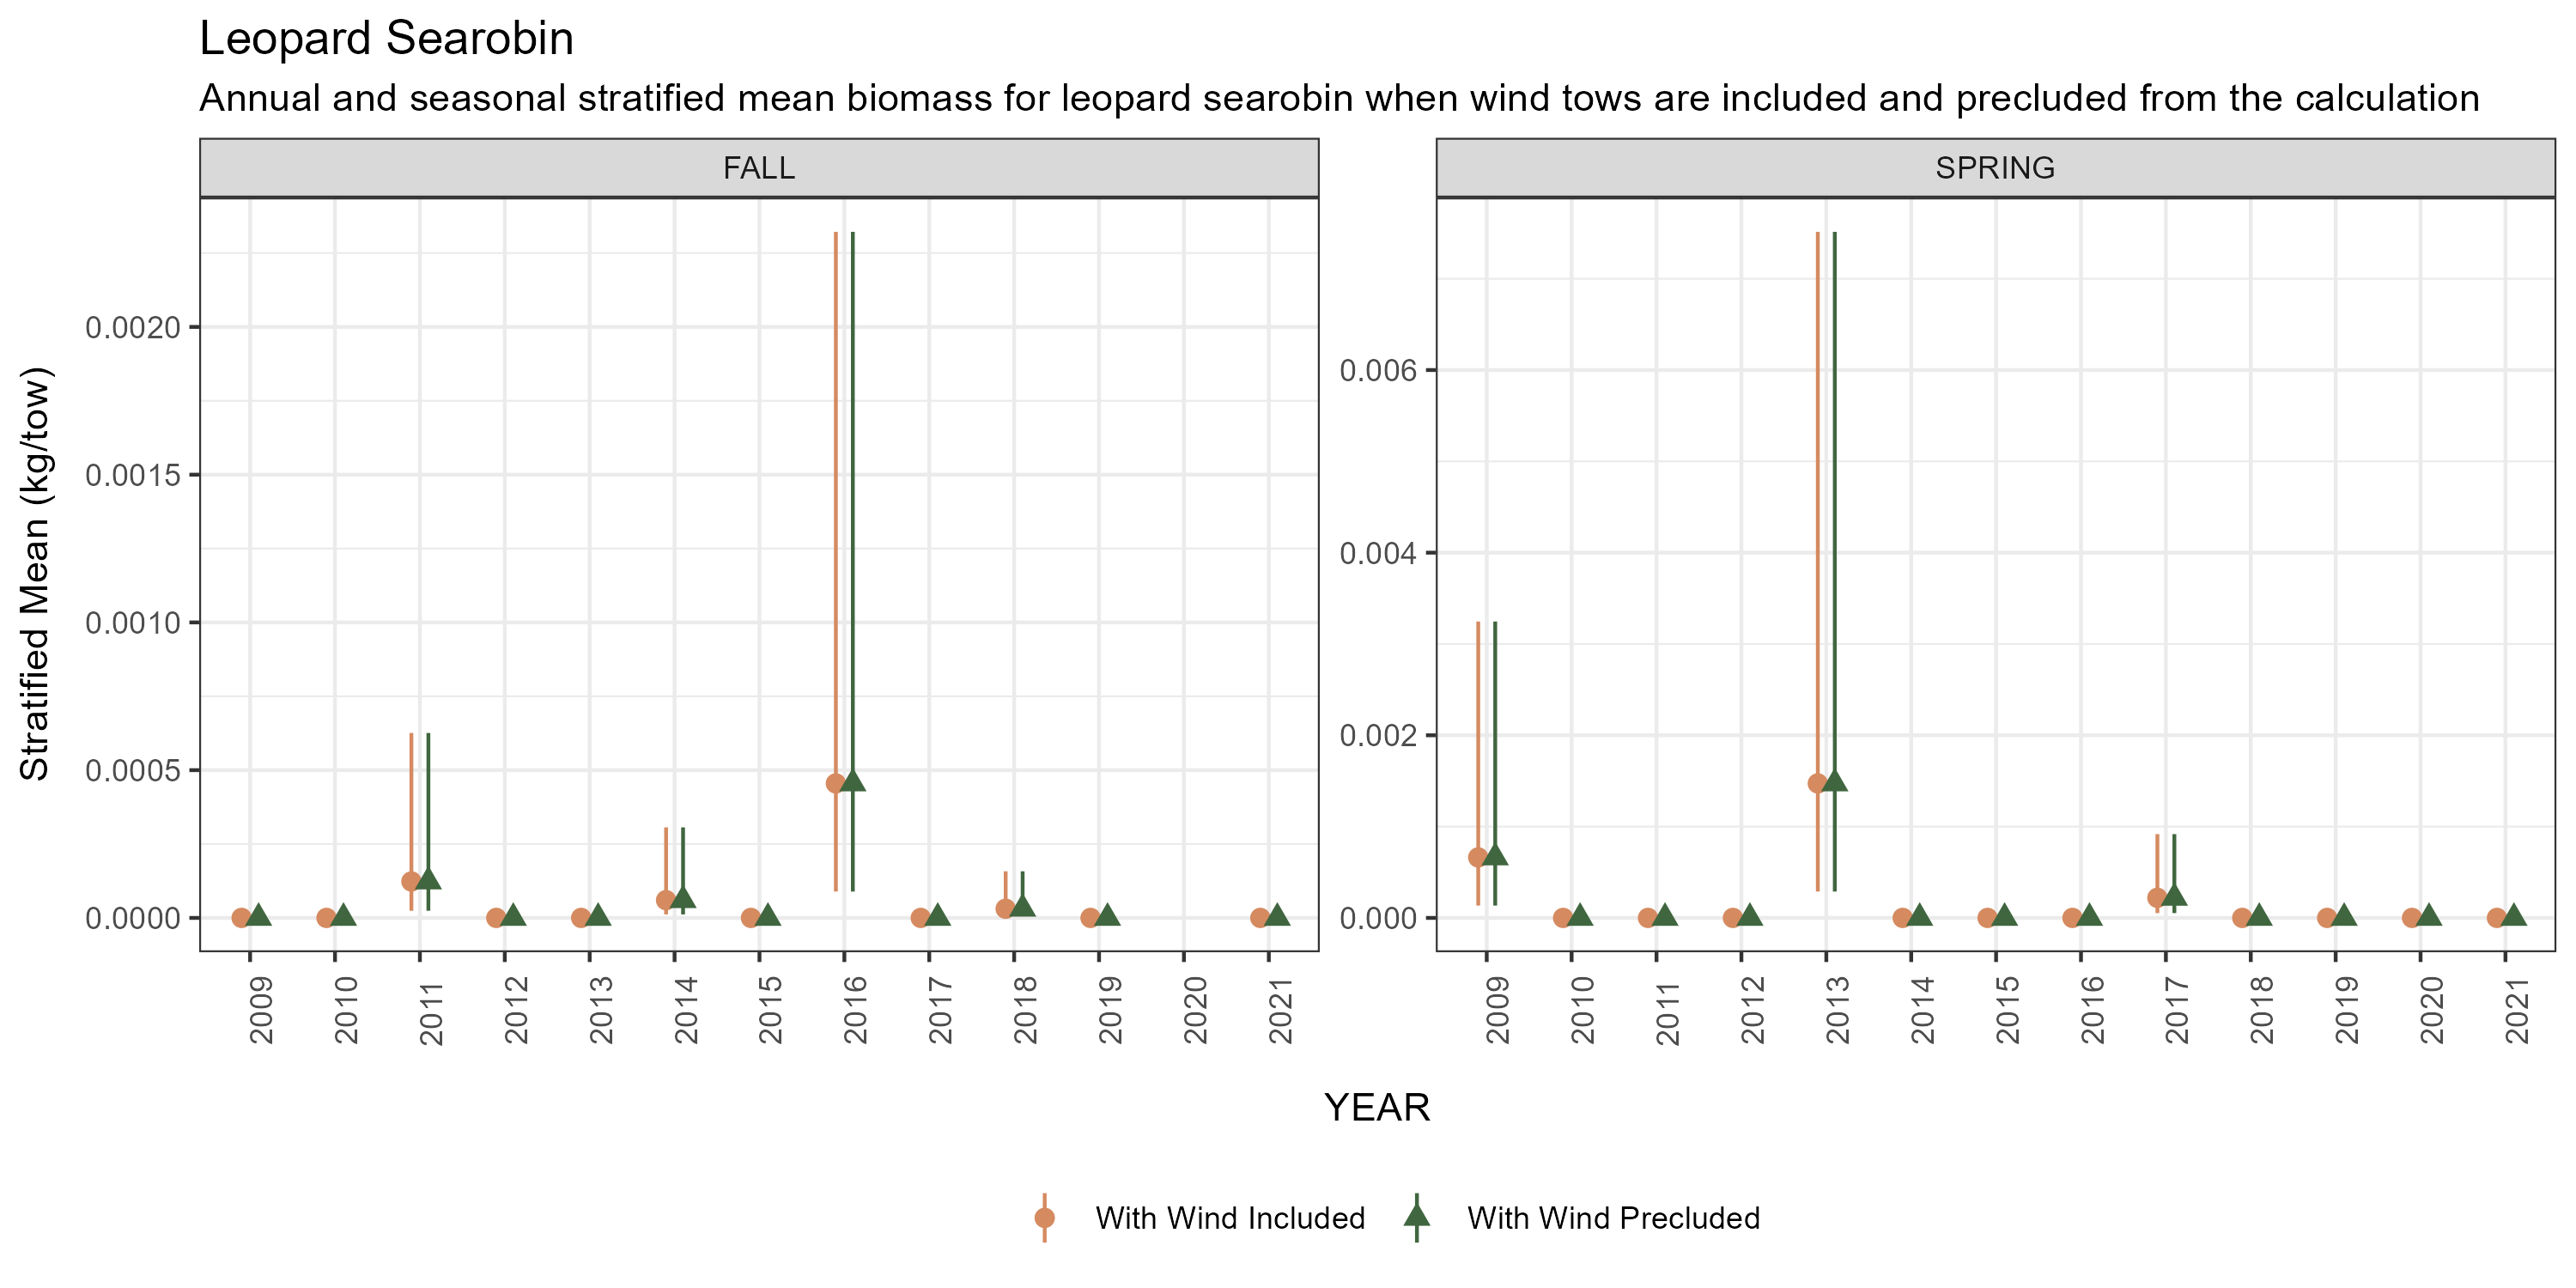 Leopard Searobin
Annual and seasonal stratified mean biomass for leopard searobin when wind tows are included and precluded from the calculation
FALL
SPRING
Stratified Mean (kg/tow)
0.0020
0.0015
0.0010
0.0005
0.0000
0.006
0.004
0.002
0.000
2009 2010 2011 2012 2013 2014 2015 2016 2017 2018 2019 2020 2021
2009 2010 2011 2012 2013 2014 2015 2016 2017 2018 2019 2020 2021
YEAR
With Wind Included
With Wind Precluded